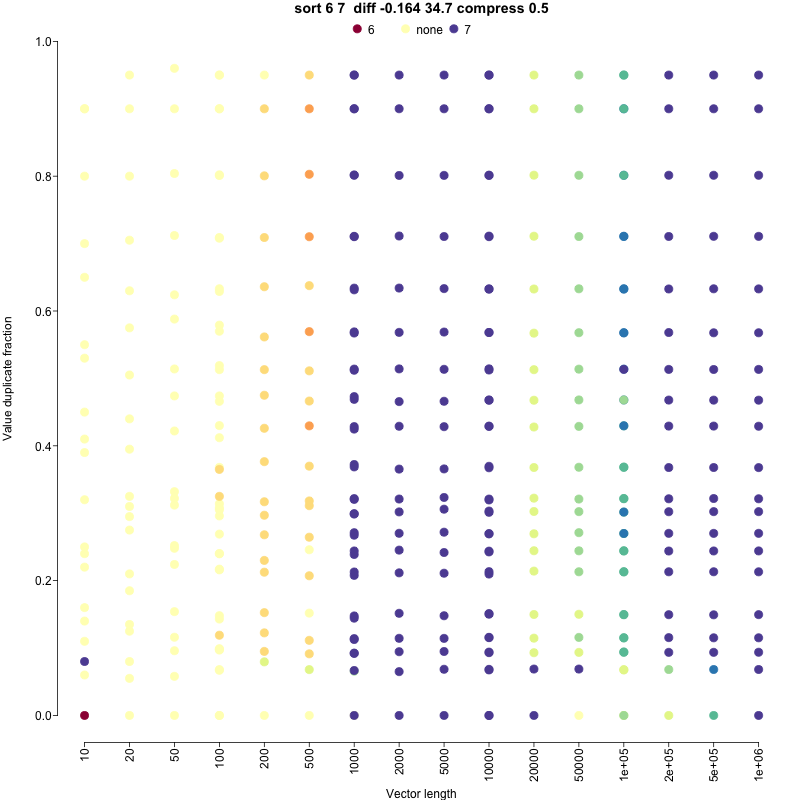 sort 6 7 diff -0.164 34.7 compress 0.5
6 none 7
1.0
0.8
0.6
0.4
0.2
0.0
Value duplicate fraction
10 20 50 100 200 500 1000 2000 5000 10000 20000 50000 1e+05 2e+05 5e+05 1e+06
Vector length